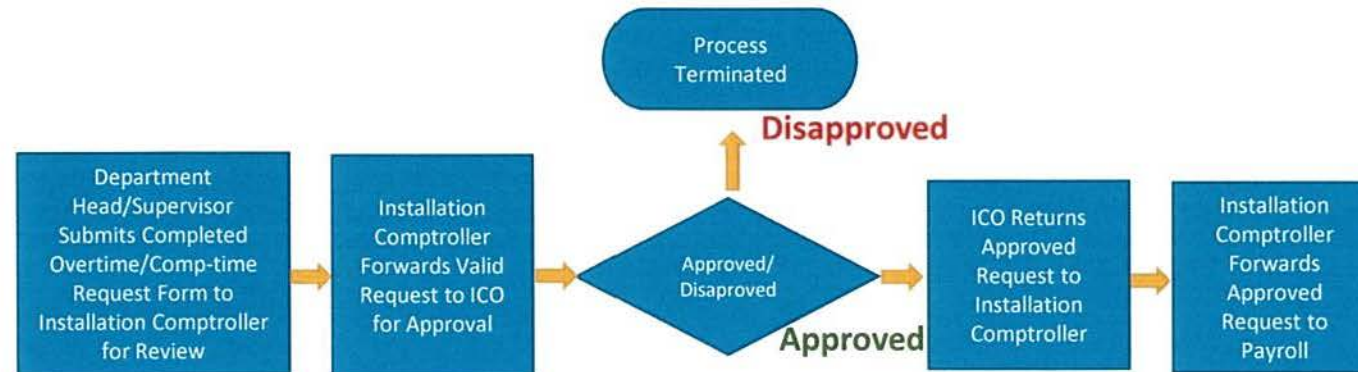 Process
Terminated
Disapproved
Department
Head/Supervisor
Submits Completed
Overtime/Comp-time
Request Form to
Installation Comptroller
for Review
Installation
Comptroller
Forwards Valid
Request to ICO
for Approval
Approved/
Disaproved
Approved
ICO Returns
Approved
Request to
Installation
Comptroller
Installation
Comptroller
Forwards
Approved
Request to
Payroll